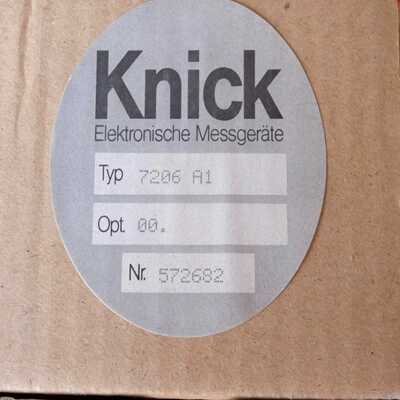 Knick
Elektronische Messgeräte
Typ 7206 A1
Opt. 00.
Nr. 572682